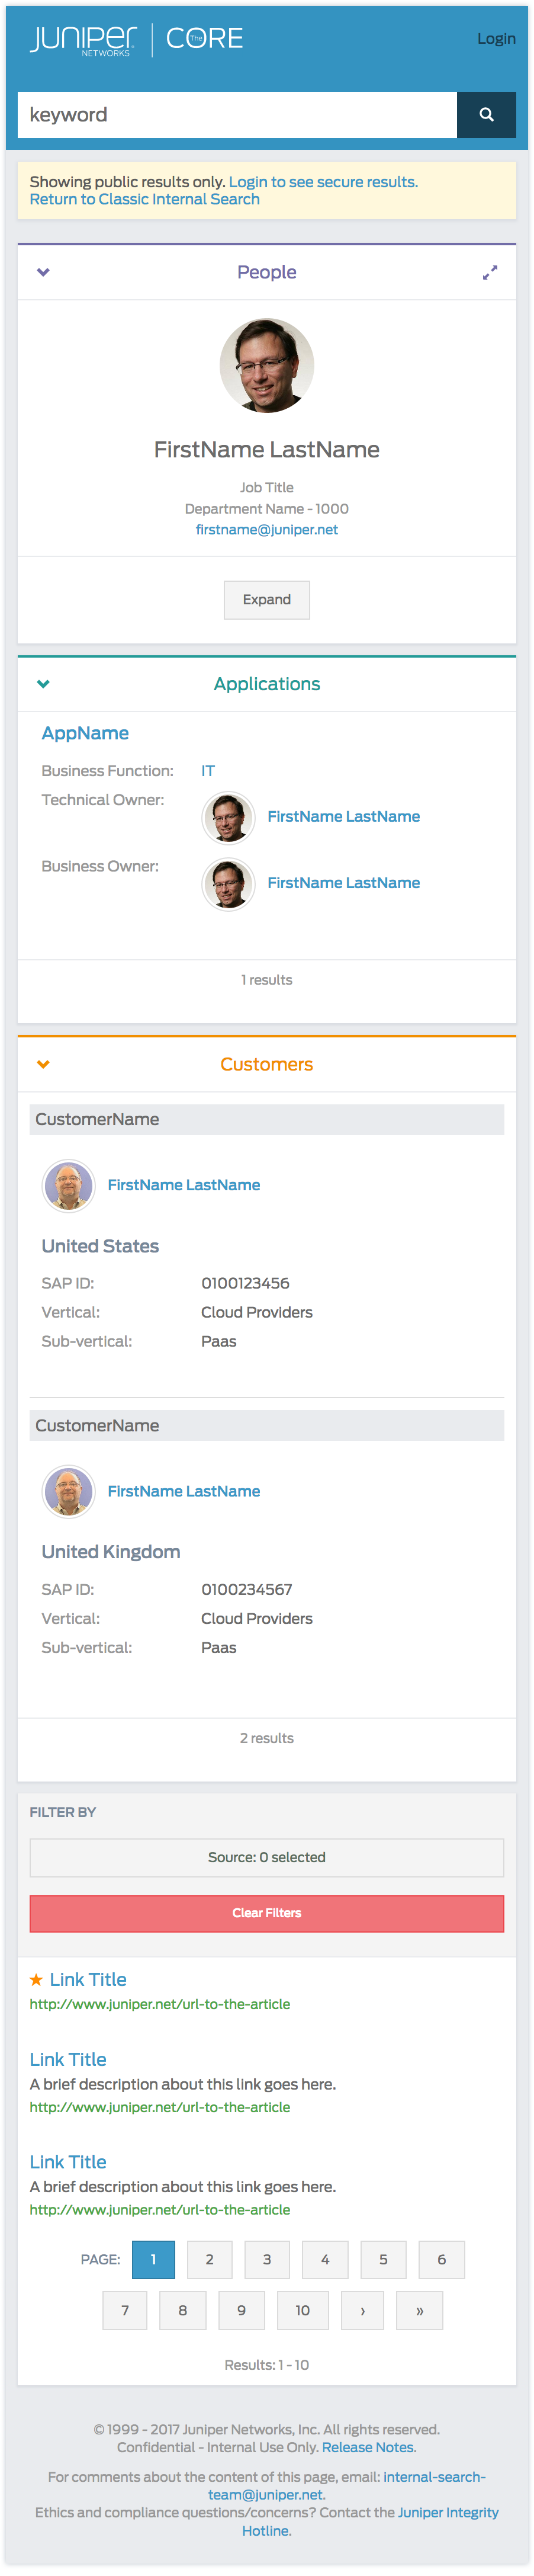 JUNIPER NETWORKS The CORE
Login
keyword
Showing public results only. Login to see secure results.
Return to Classic Internal Search
People
FirstName LastName
Job Title
Department Name - 1000
firstname@juniper.net
Expand
Applications
AppName
Business Function: IT
Technical Owner: FirstName LastName
Business Owner: FirstName LastName
1 results
Customers
CustomerName
FirstName LastName
United States
SAP ID: 0100123456
Vertical: Cloud Providers
Sub-vertical: Paas
CustomerName
FirstName LastName
United Kingdom
SAP ID: 0100234567
Vertical: Cloud Providers
Sub-vertical: Paas
2 results
FILTER BY
Source: 0 selected
Clear Filters
Link Title
http://www.juniper.net/url-to-the-article
Link Title
A brief description about this link goes here.
http://www.juniper.net/url-to-the-article
Link Title
A brief description about this link goes here.
http://www.juniper.net/url-to-the-article
PAGE: 1 2 3 4 5 6
7 8 9 10 › »
Results: 1 - 10
© 1999 - 2017 Juniper Networks, Inc. All rights reserved.
Confidential - Internal Use Only. Release Notes.
For comments about the content of this page, email: internal-search-
team@juniper.net.
Ethics and compliance questions/concerns? Contact the Juniper Integrity
Hotline.